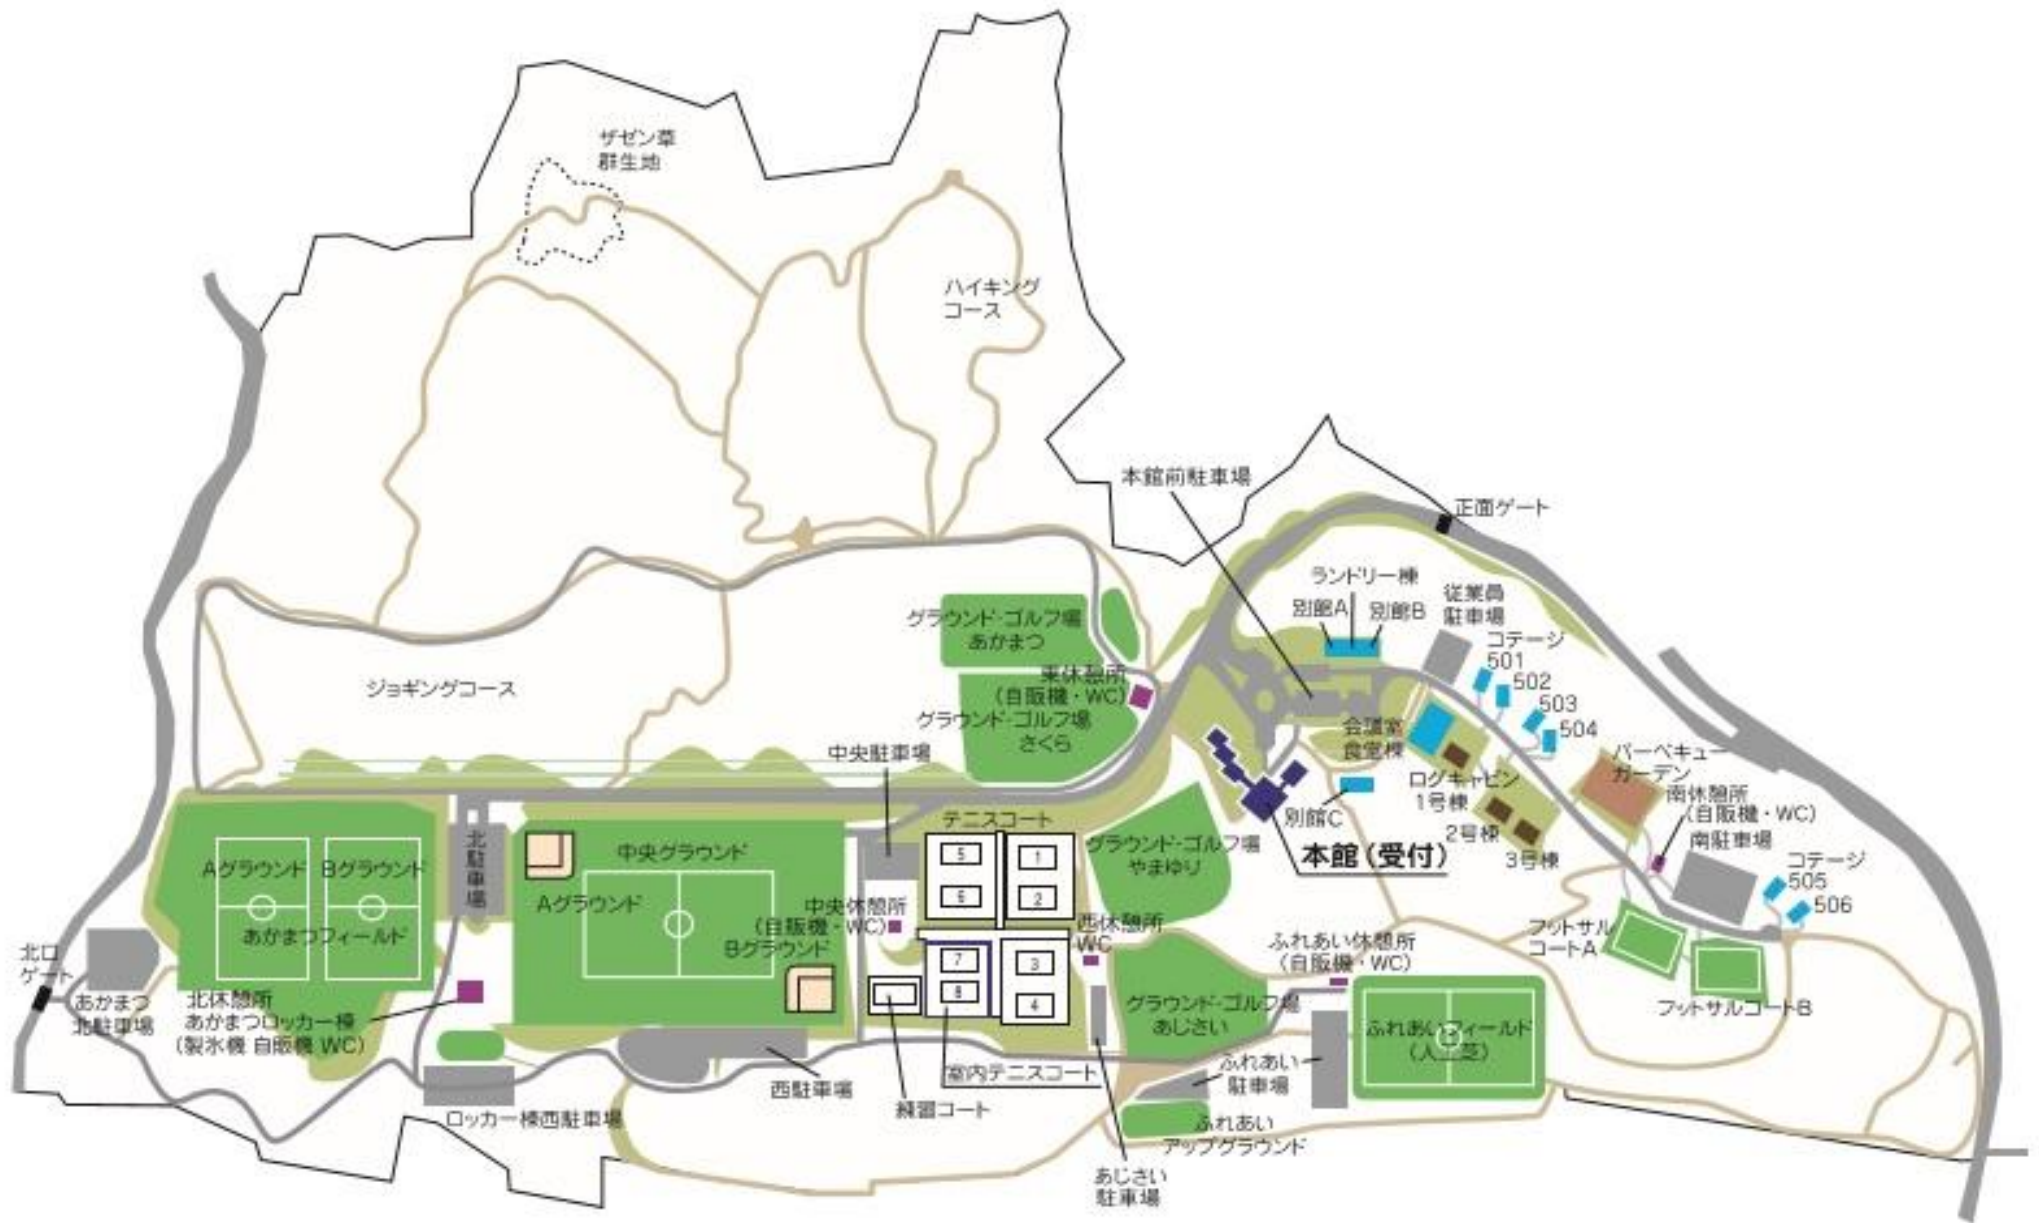 ザゼン草
群生地
ハイキング
コース
本館前駐車場
正面ゲート
ランドリー棟
別館A
別館B
従業員
駐車場
コテージ
501
502
503
504
グラウンド・ゴルフ場
あかまつ
東休憩所
(自販機・WC)
グラウンド・ゴルフ場
さくら
ジョギングコース
中央駐車場
会議室
食堂棟
ログキャビン
1号棟
2号棟
3号棟
バーベキュー
ガーデン
南休憩所
(自販機・WC)
南駐車場
コテージ
505
506
別館C
本館(受付)
テニスコート
5
6
1
2
7
8
3
4
グラウンド・ゴルフ場
やまゆり
Aグラウンド
Bグラウンド
あかまつフィールド
北駐車場
中央グラウンド
Aグラウンド
Bグラウンド
中央休憩所
(自販機・WC)
西休憩所
WC
ふれあい休憩所
(自販機・WC)
フットサル
コートA
フットサルコートB
北口
ゲート
あかまつ
北駐車場
北休憩所
あかまつロッカー棟
(製氷機 自販機 WC)
グラウンド・ゴルフ場
あじさい
ふれあいフィールド
(人工芝)
ふれあい
駐車場
西駐車場
室内テニスコート
練習コート
ロッカー棟西駐車場
ふれあい
アップグラウンド
あじさい
駐車場